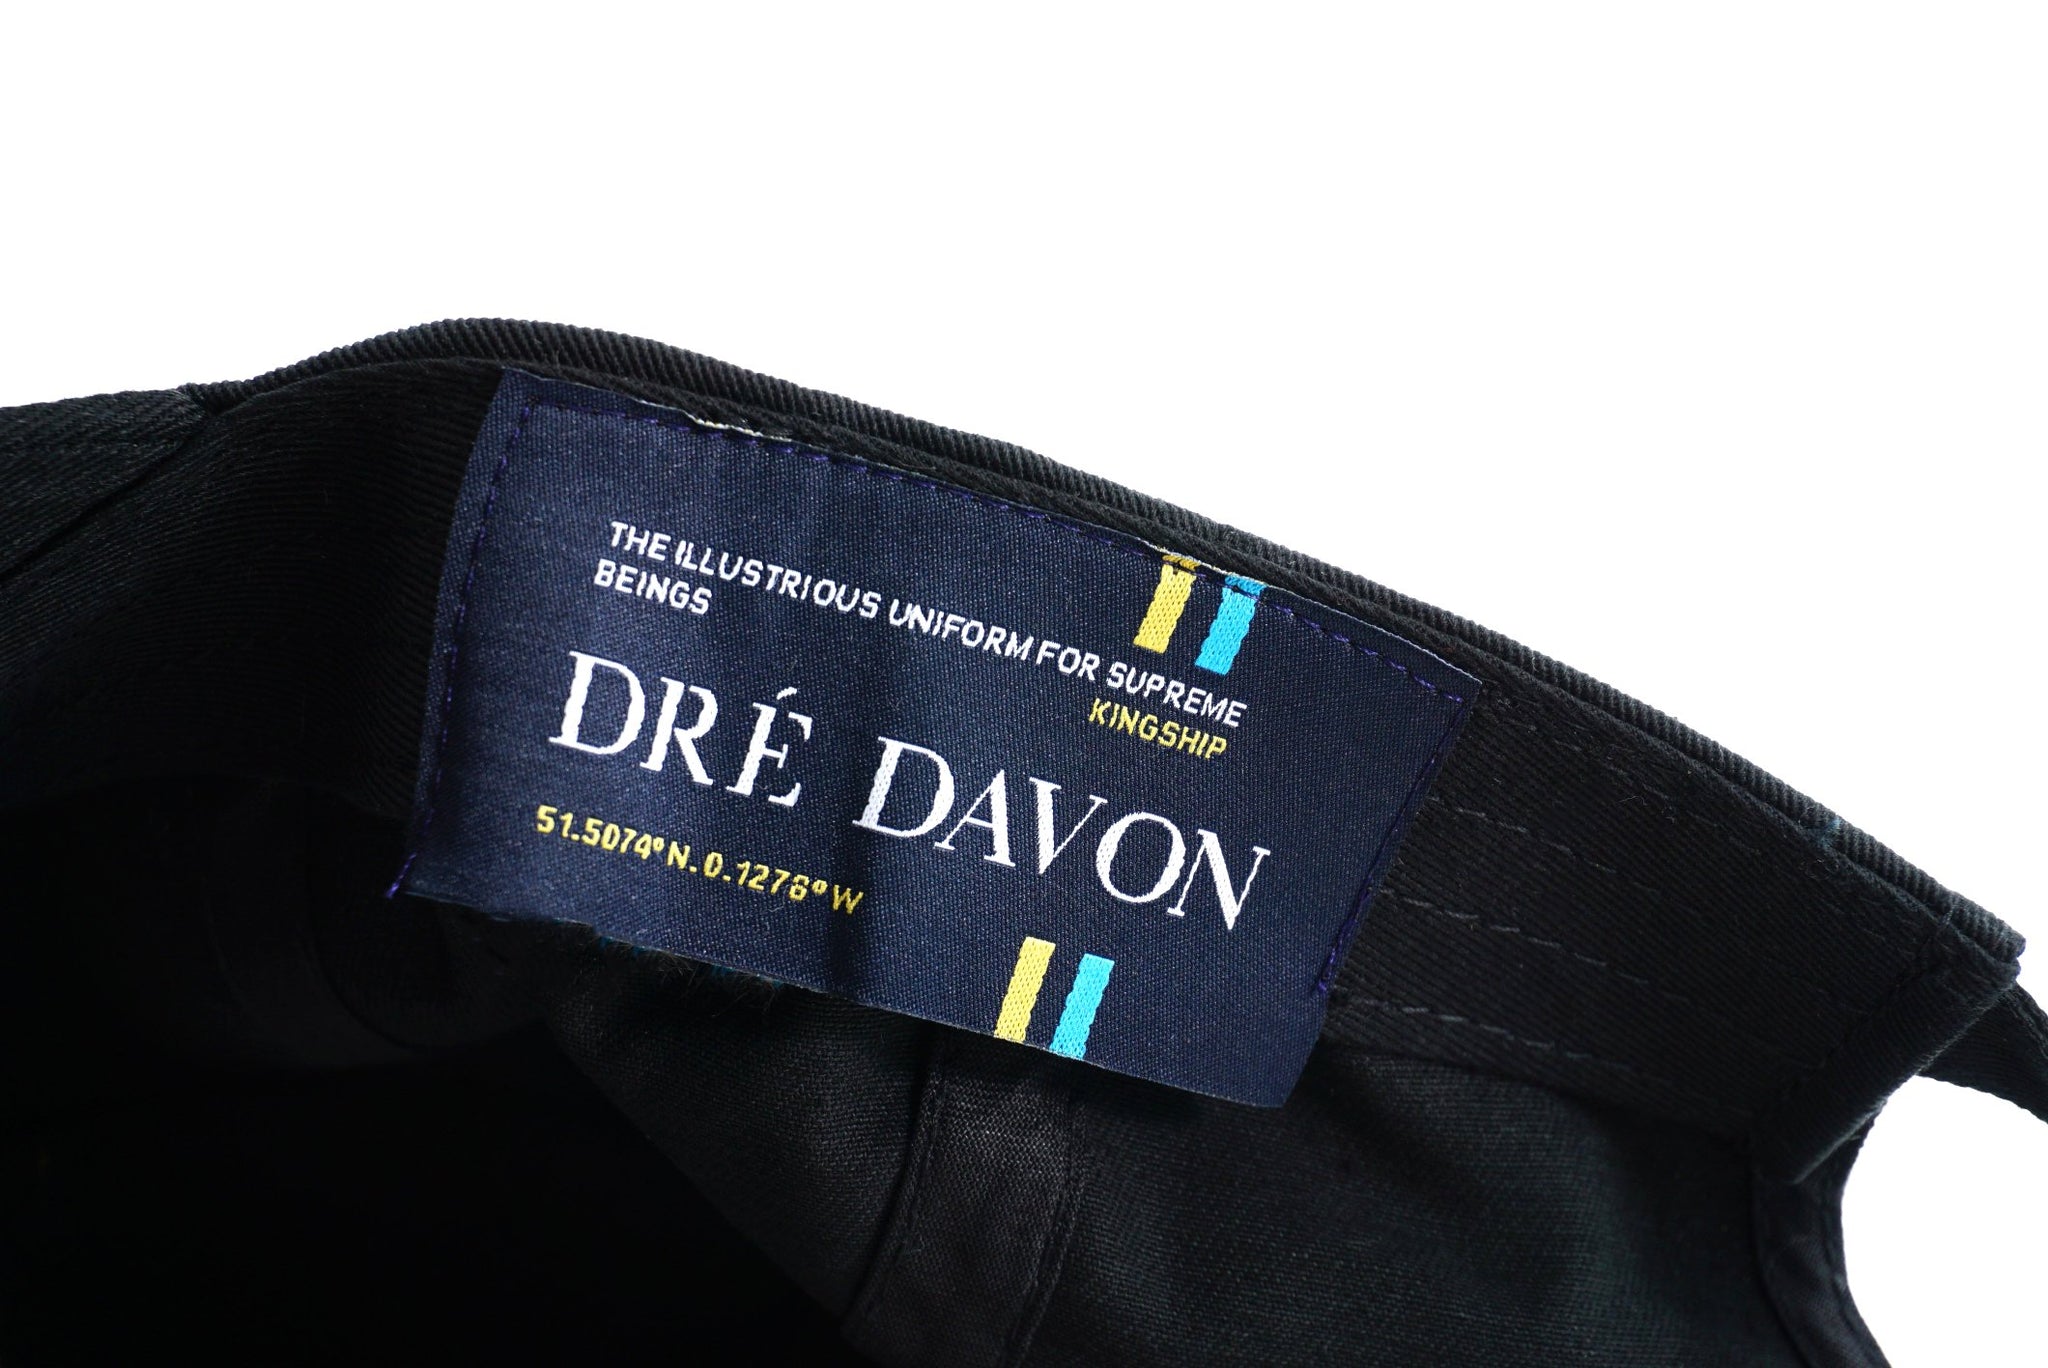 THE ILLUSTRIOUS UNIFORM FOR SUPREME
BEINGS
KINGSHIP
DRÉ DAVON
51.5074°N.0.1278°W